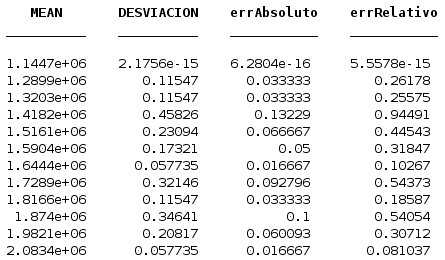 MEAN DESVIACION errAbsoluto errRelativo
1.1447e+06 2.1756e-15 6.2804e-16 5.5578e-15
1.2899e+06 0.11547 0.033333 0.26178
1.3203e+06 0.11547 0.033333 0.25575
1.4182e+06 0.45826 0.13229 0.94491
1.5161e+06 0.23094 0.066667 0.44543
1.5904e+06 0.17321 0.05 0.31847
1.6444e+06 0.057735 0.016667 0.10267
1.7289e+06 0.32146 0.092796 0.54373
1.8166e+06 0.11547 0.033333 0.18587
1.874e+06 0.34641 0.1 0.54054
1.9821e+06 0.20817 0.060093 0.30712
2.0834e+06 0.057735 0.016667 0.081037